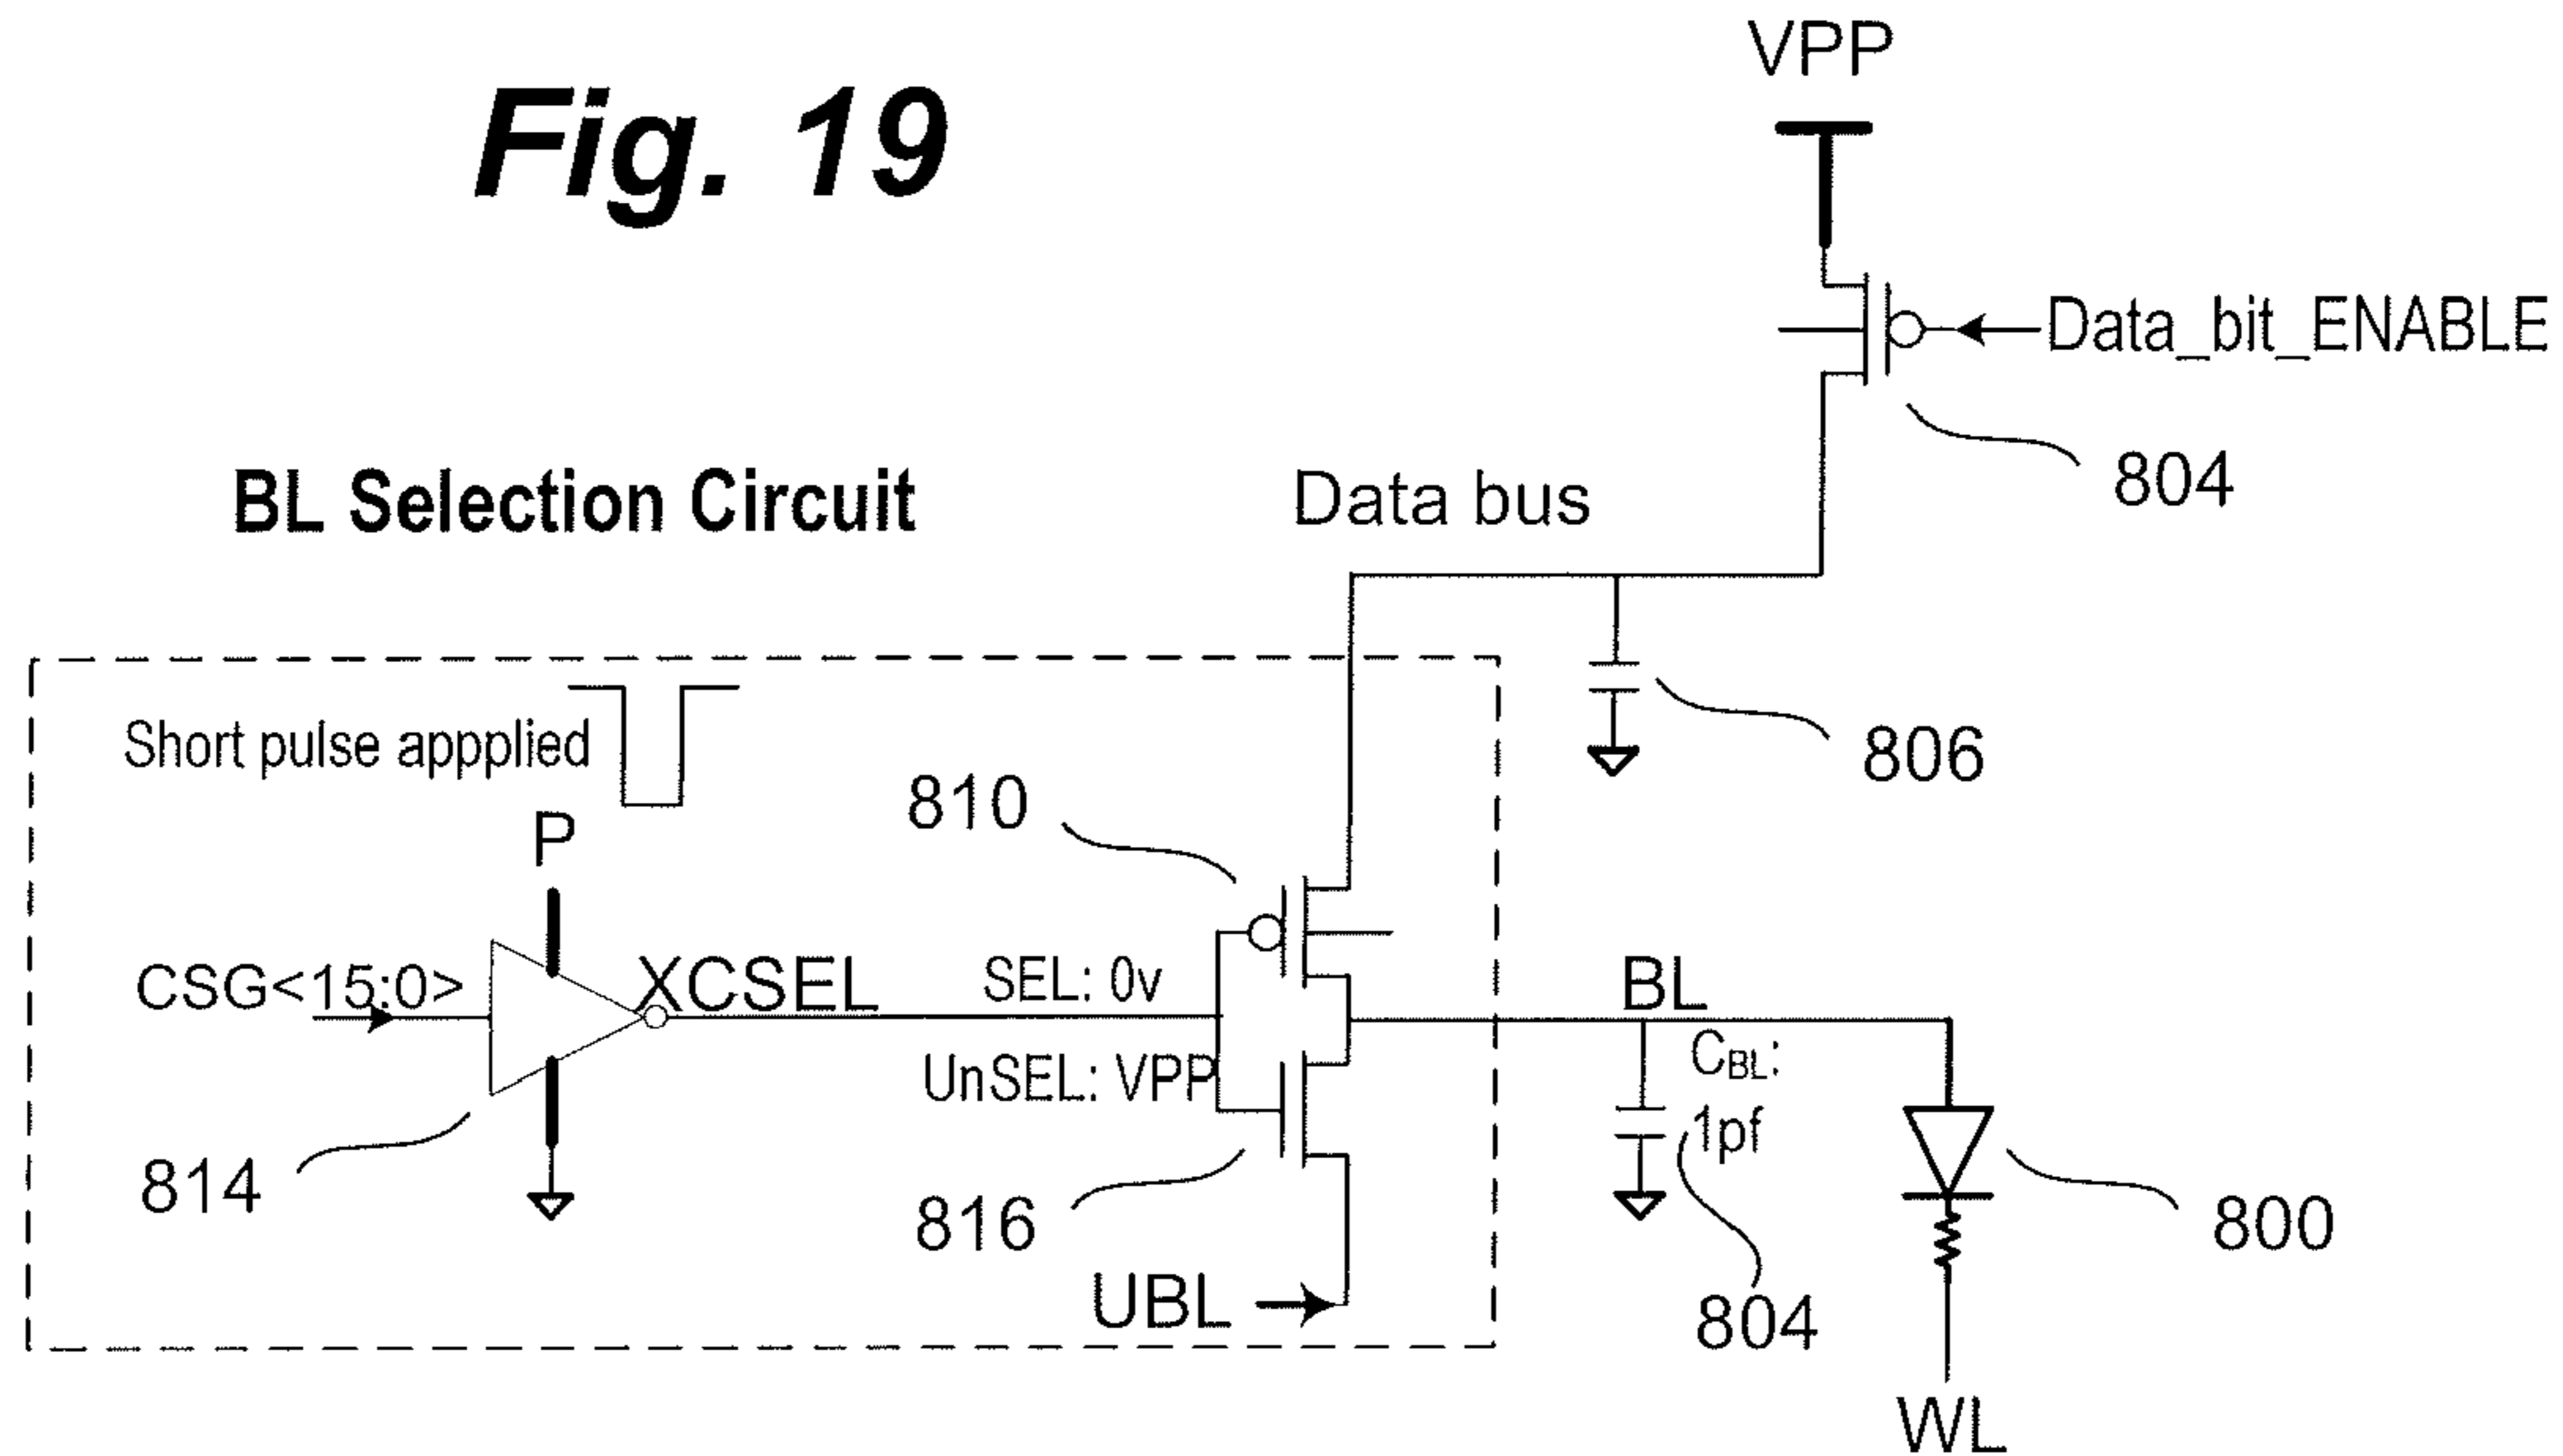 Fig. 19
VPP
Data_bit_ENABLE
804
BL Selection Circuit
Data bus
Short pulse appplied
806
810
P
CSG<15:0>
XCSEL
SEL: 0v
BL
UnSEL: VPP
CBL:
1pf
814
816
800
UBL
804
WL